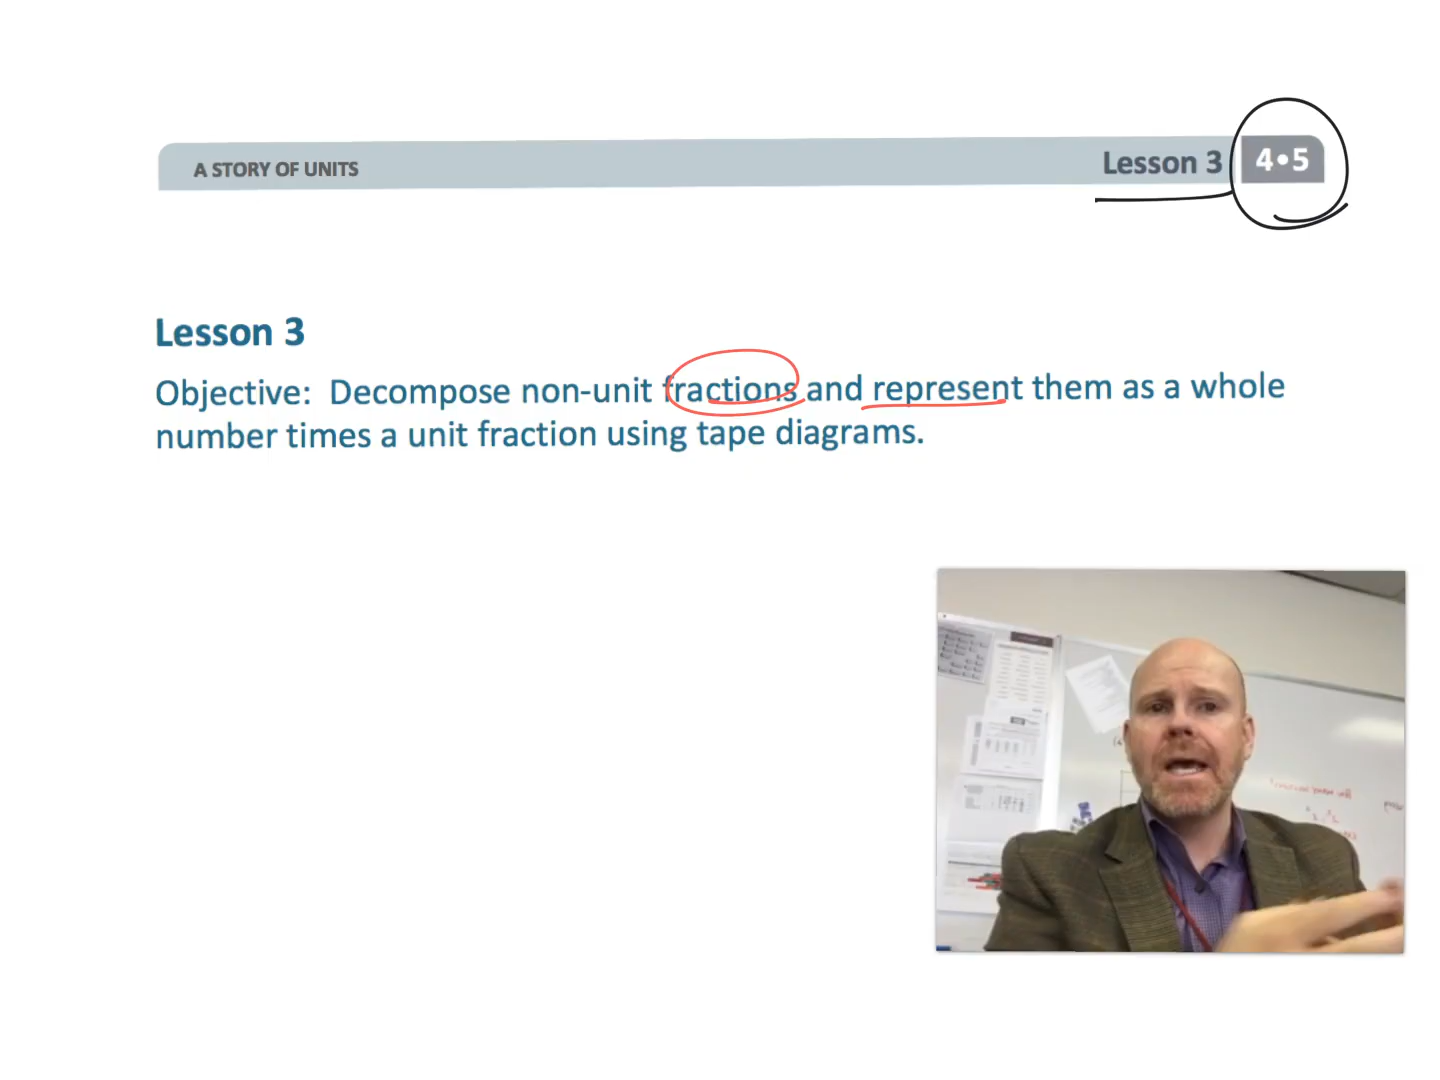 A STORY OF UNITS
Lesson 3 4•5
Lesson 3
Objective: Decompose non-unit fractions and represent them as a whole
number times a unit fraction using tape diagrams.